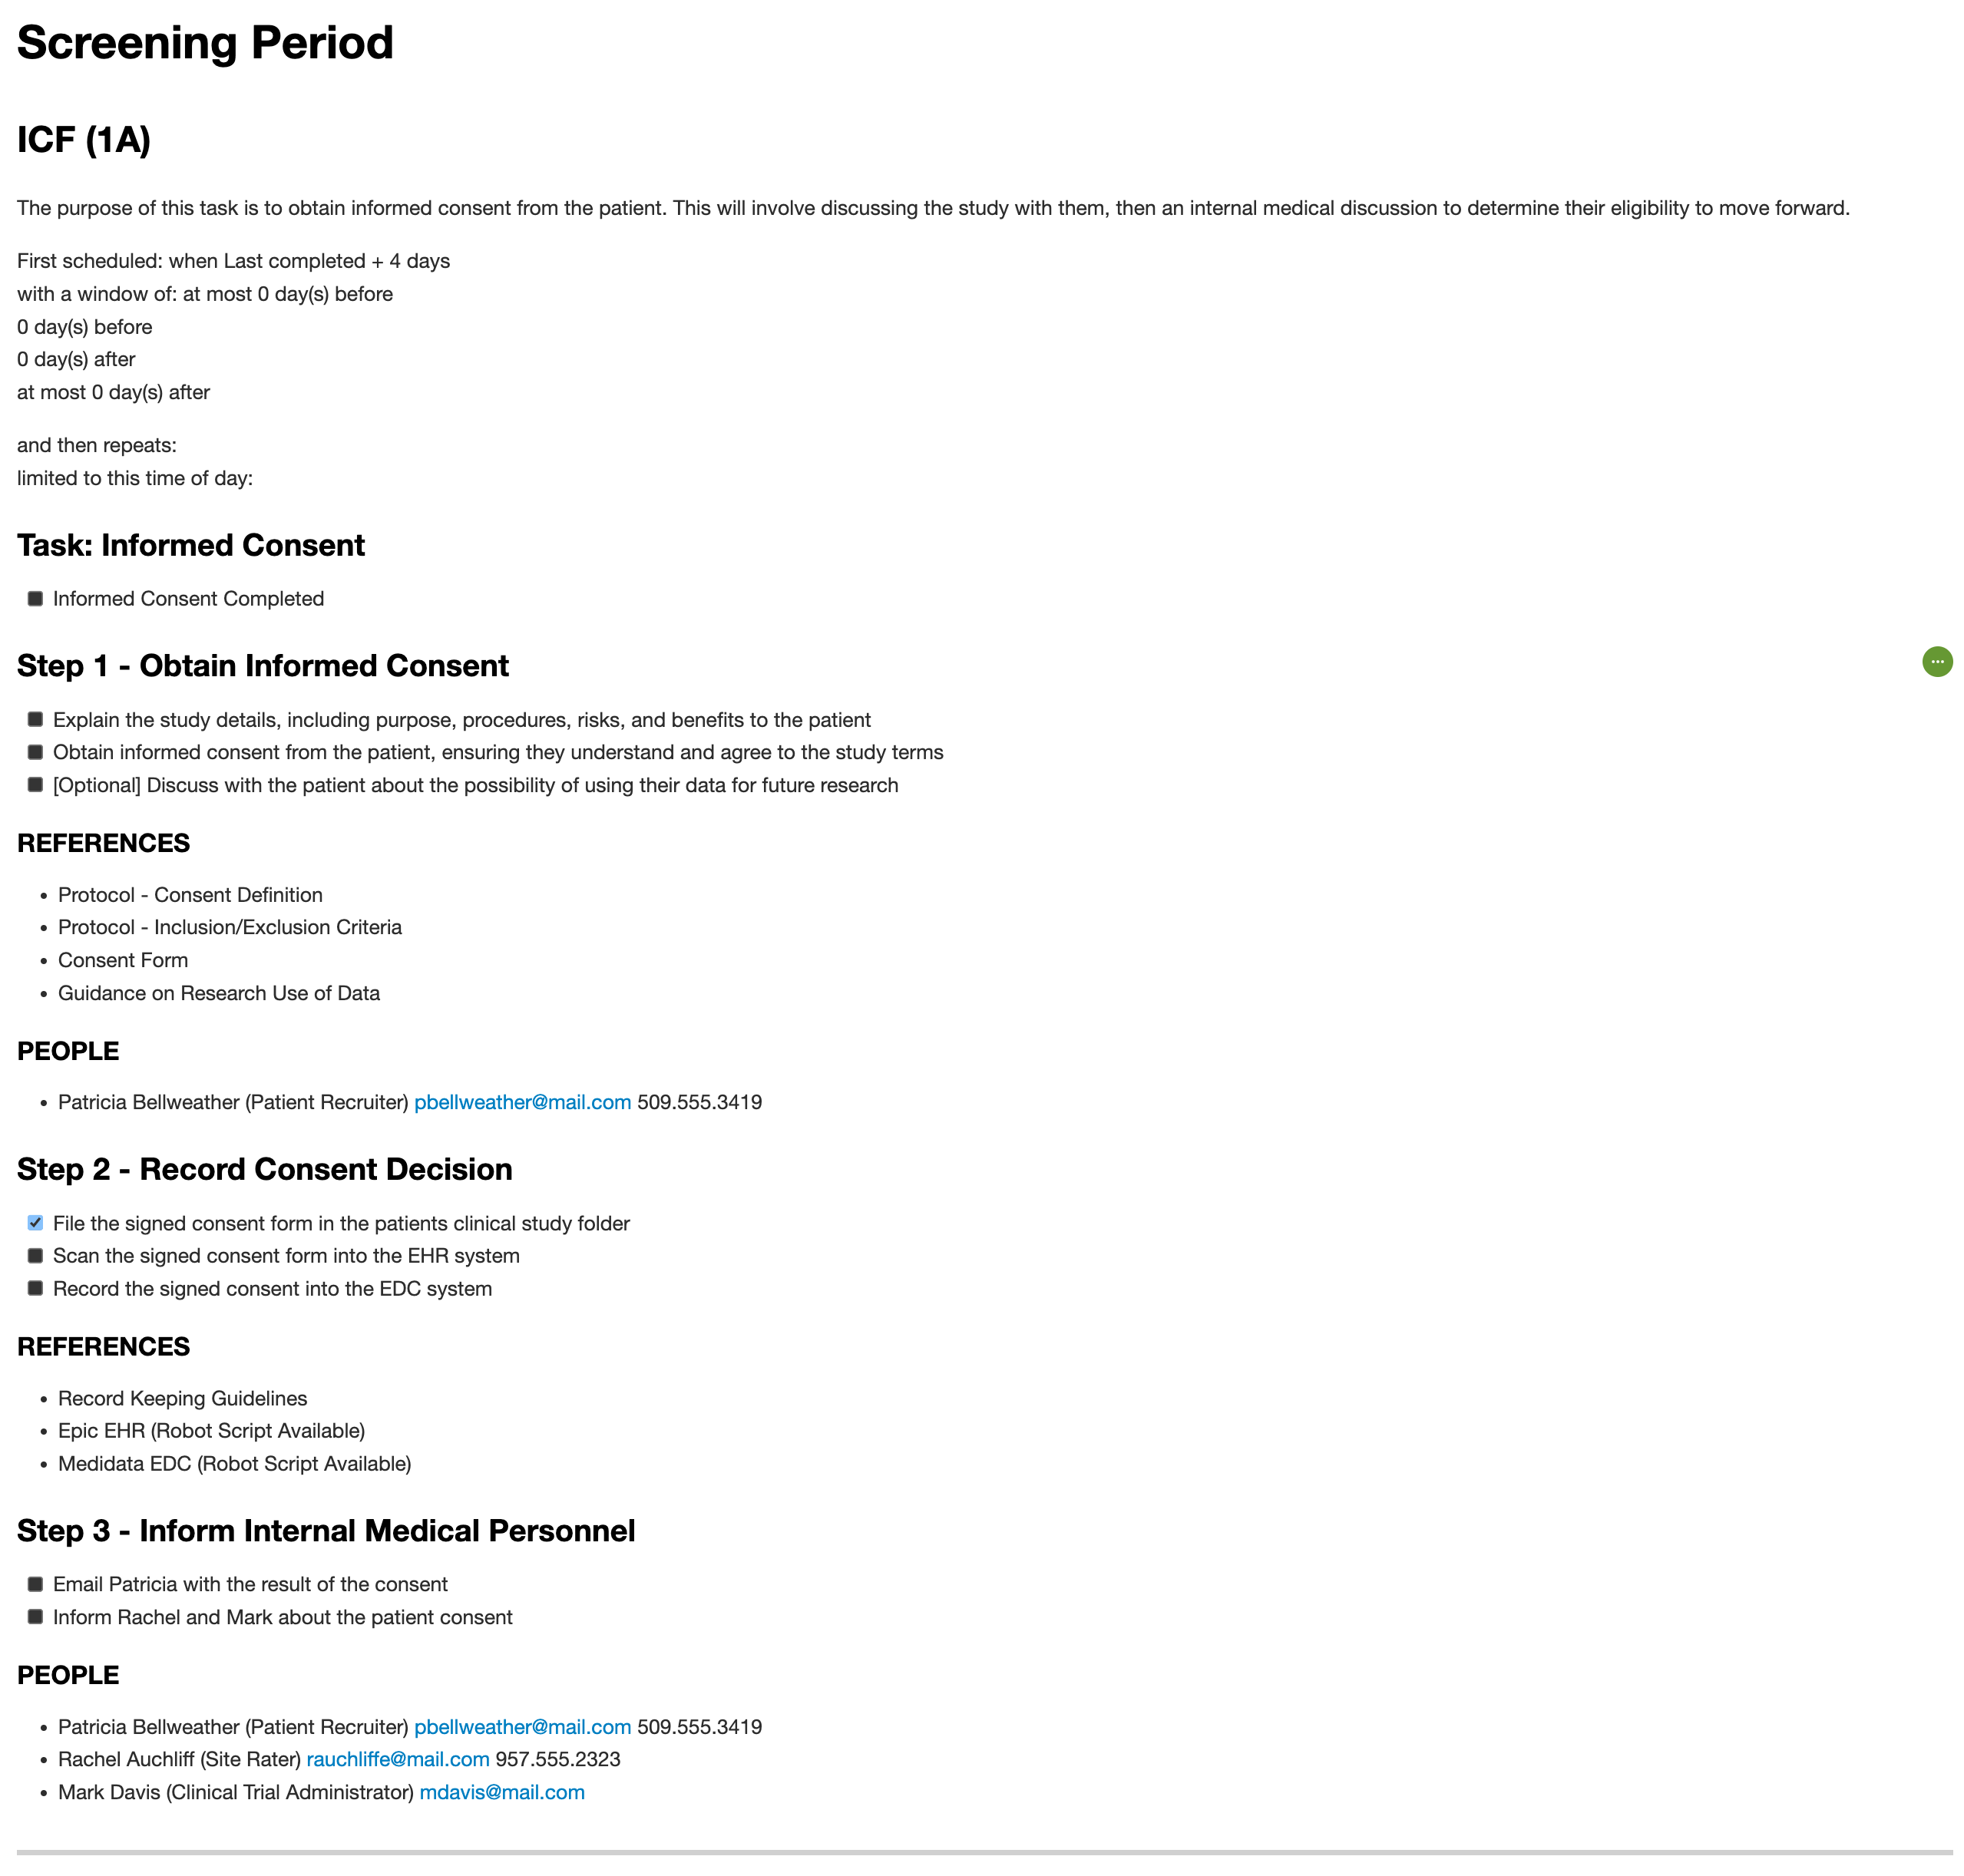 Screening Period
ICF (1A)
The purpose of this task is to obtain informed consent from the patient. This will involve discussing the study with them, then an internal medical discussion to determine their eligibility to move forward.
First scheduled: when Last completed + 4 days
with a window of: at most 0 day(s) before
0 day(s) before
0 day(s) after
at most 0 day(s) after
and then repeats:
limited to this time of day:
Task: Informed Consent
Informed Consent Completed
Step 1 - Obtain Informed Consent
Explain the study details, including purpose, procedures, risks, and benefits to the patient
Obtain informed consent from the patient, ensuring they understand and agree to the study terms
[Optional] Discuss with the patient about the possibility of using their data for future research
REFERENCES
• Protocol - Consent Definition
• Protocol - Inclusion/Exclusion Criteria
• Consent Form
• Guidance on Research Use of Data
PEOPLE
• Patricia Bellweather (Patient Recruiter) pbellweather@mail.com 509.555.3419
Step 2 - Record Consent Decision
File the signed consent form in the patients clinical study folder
Scan the signed consent form into the EHR system
Record the signed consent into the EDC system
REFERENCES
• Record Keeping Guidelines
• Epic EHR (Robot Script Available)
• Medidata EDC (Robot Script Available)
Step 3 - Inform Internal Medical Personnel
Email Patricia with the result of the consent
Inform Rachel and Mark about the patient consent
PEOPLE
• Patricia Bellweather (Patient Recruiter) pbellweather@mail.com 509.555.3419
• Rachel Auchliff (Site Rater) rauchliffe@mail.com 957.555.2323
• Mark Davis (Clinical Trial Administrator) mdavis@mail.com